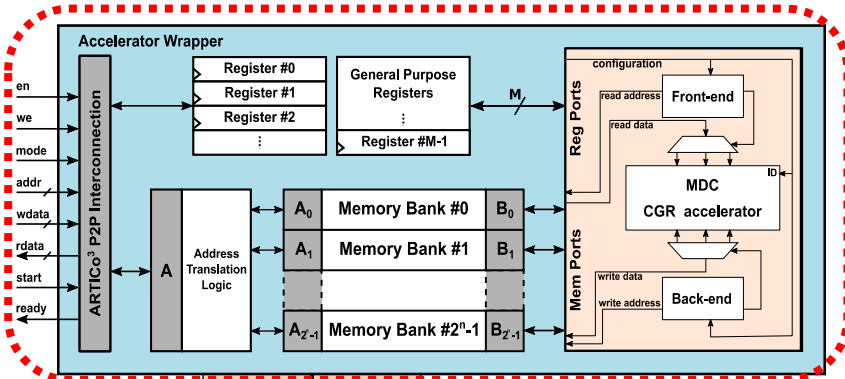 Accelerator Wrapper
en
we
mode
addr
wdata
rdata
start
ready
ARTICo³ P2P Interconnection
Register #0
Register #1
Register #2
⋮
General Purpose
Registers
⋮
Register #M-1
M
A
Address
Translation
Logic
A₀ Memory Bank #0 B₀
A₁ Memory Bank #1 B₁
A₂ⁿ₋₁ Memory Bank #2ⁿ-1 B₂ⁿ₋₁
Reg Ports
Mem Ports
configuration
read address
Front-end
read data
ID
MDC
CGR accelerator
write data
write address
Back-end